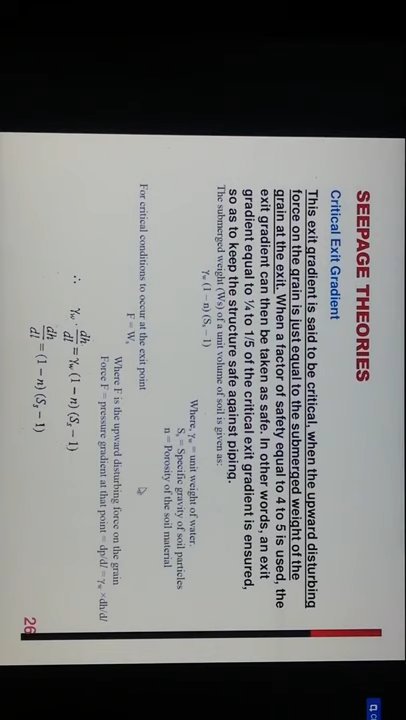 SEEPAGE THEORIES
Critical Exit Gradient
This exit gradient is said to be critical, when the upward disturbing
force on the grain is just equal to the submerged weight of the
grain at the exit. When a factor of safety equal to 4 to 5 is used, the
exit gradient can then be taken as safe. In other words, an exit
gradient equal to ¼ to 1/5 of the critical exit gradient is ensured,
so as to keep the structure safe against piping.
The submerged weight (Ws) of a unit volume of soil is given as:
γw (1 − n) (Ss − 1)
Where, γw = unit weight of water.
Ss = Specific gravity of soil particles
n = Porosity of the soil material
For critical conditions to occur at the exit point
F = Ws
Where F is the upward disturbing force on the grain
Force F = pressure gradient at that point = dp/dl = γw ×dh/dl
∴ γw · dh/dl = γw (1 − n) (Ss − 1)
dh/dl = (1 − n) (Ss − 1)
26